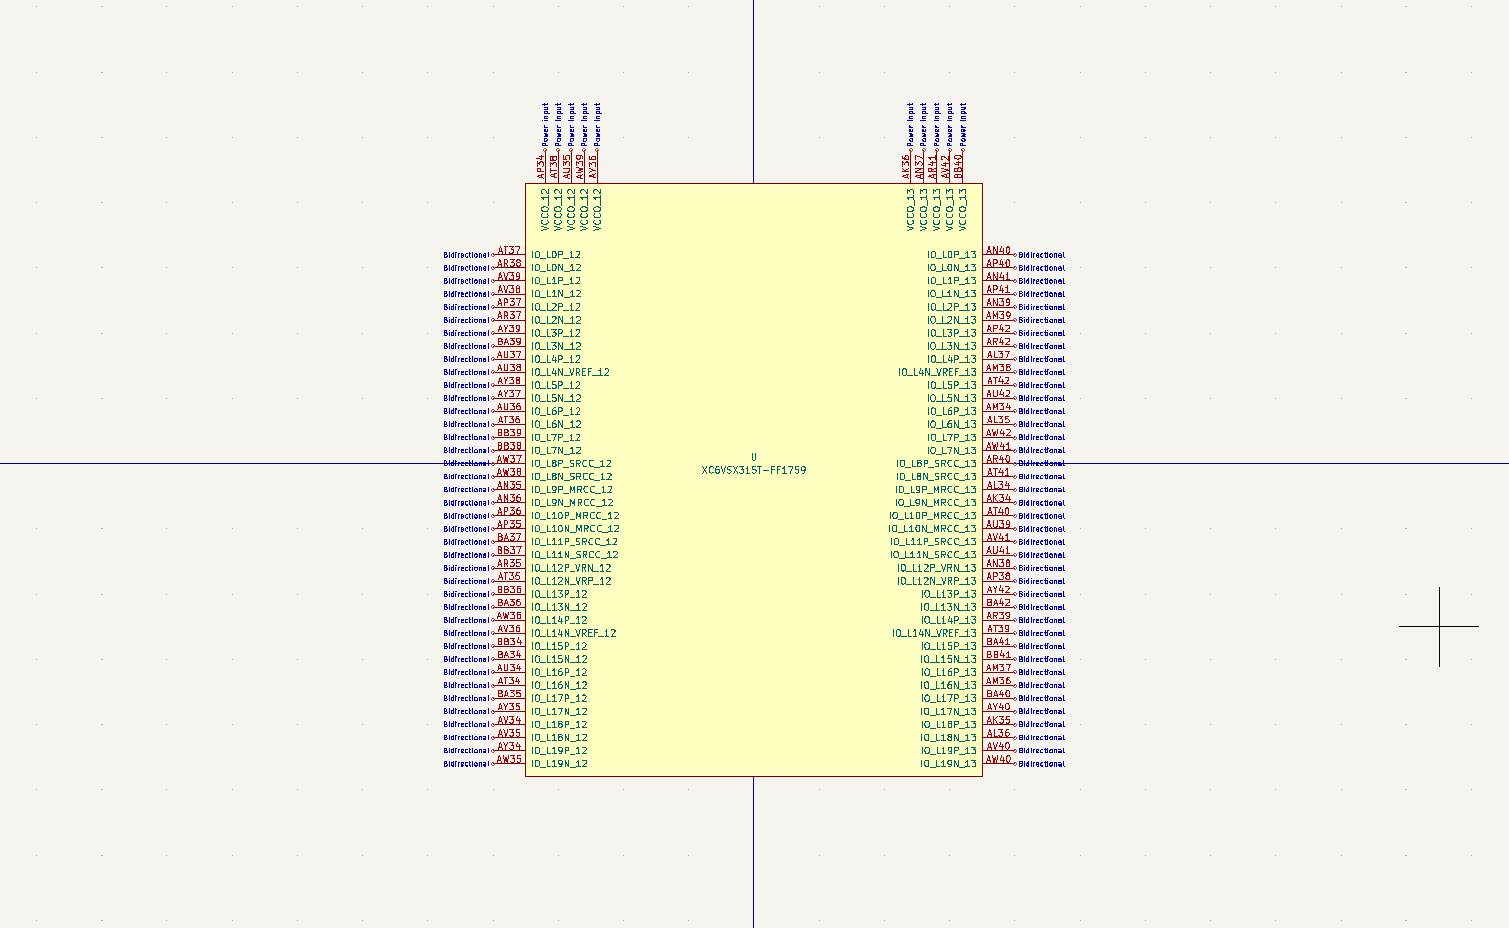 Power Input Power Input Power Input Power Input Power Input Power Input Power Input Power Input Power Input Power Input
AP34 AT38 AU35 AW39 AY36 AK36 AN37 AR41 AV42 BB40
VCCO_12 VCCO_12 VCCO_12 VCCO_12 VCCO_12 VCCO_13 VCCO_13 VCCO_13 VCCO_13 VCCO_13
Bidirectional AT37 IO_L0P_12 IO_L0P_13 AN40 Bidirectional
Bidirectional AR38 IO_L0N_12 IO_L0N_13 AP40 Bidirectional
Bidirectional AV39 IO_L1P_12 IO_L1P_13 AN41 Bidirectional
Bidirectional AV38 IO_L1N_12 IO_L1N_13 AP41 Bidirectional
Bidirectional AP37 IO_L2P_12 IO_L2P_13 AN39 Bidirectional
Bidirectional AR37 IO_L2N_12 IO_L2N_13 AM39 Bidirectional
Bidirectional AY39 IO_L3P_12 IO_L3P_13 AP42 Bidirectional
Bidirectional BA39 IO_L3N_12 IO_L3N_13 AR42 Bidirectional
Bidirectional AU37 IO_L4P_12 IO_L4P_13 AL37 Bidirectional
Bidirectional AU38 IO_L4N_VREF_12 IO_L4N_VREF_13 AM38 Bidirectional
Bidirectional AY38 IO_L5P_12 IO_L5P_13 AT42 Bidirectional
Bidirectional AY37 IO_L5N_12 IO_L5N_13 AU42 Bidirectional
Bidirectional AU36 IO_L6P_12 IO_L6P_13 AM34 Bidirectional
Bidirectional AT36 IO_L6N_12 IO_L6N_13 AL35 Bidirectional
Bidirectional BB39 IO_L7P_12 IO_L7P_13 AW42 Bidirectional
Bidirectional BB38 IO_L7N_12 IO_L7N_13 AW41 Bidirectional
U
Bidirectional AW37 IO_L8P_SRCC_12 IO_L8P_SRCC_13 AR40 Bidirectional
XC6VSX315T-FF1759
Bidirectional AW38 IO_L8N_SRCC_12 IO_L8N_SRCC_13 AT41 Bidirectional
Bidirectional AN35 IO_L9P_MRCC_12 IO_L9P_MRCC_13 AL34 Bidirectional
Bidirectional AN36 IO_L9N_MRCC_12 IO_L9N_MRCC_13 AK34 Bidirectional
Bidirectional AP36 IO_L10P_MRCC_12 IO_L10P_MRCC_13 AT40 Bidirectional
Bidirectional AP35 IO_L10N_MRCC_12 IO_L10N_MRCC_13 AU39 Bidirectional
Bidirectional BA37 IO_L11P_SRCC_12 IO_L11P_SRCC_13 AV41 Bidirectional
Bidirectional BB37 IO_L11N_SRCC_12 IO_L11N_SRCC_13 AU41 Bidirectional
Bidirectional AR35 IO_L12P_VRN_12 IO_L12P_VRN_13 AN38 Bidirectional
Bidirectional AT35 IO_L12N_VRP_12 IO_L12N_VRP_13 AP38 Bidirectional
Bidirectional BB36 IO_L13P_12 IO_L13P_13 AY42 Bidirectional
Bidirectional BA36 IO_L13N_12 IO_L13N_13 BA42 Bidirectional
Bidirectional AW36 IO_L14P_12 IO_L14P_13 AR39 Bidirectional
Bidirectional AV36 IO_L14N_VREF_12 IO_L14N_VREF_13 AT39 Bidirectional
Bidirectional BB34 IO_L15P_12 IO_L15P_13 BA41 Bidirectional
Bidirectional BA34 IO_L15N_12 IO_L15N_13 BB41 Bidirectional
Bidirectional AU34 IO_L16P_12 IO_L16P_13 AM37 Bidirectional
Bidirectional AT34 IO_L16N_12 IO_L16N_13 AM36 Bidirectional
Bidirectional BA35 IO_L17P_12 IO_L17P_13 BA40 Bidirectional
Bidirectional AY35 IO_L17N_12 IO_L17N_13 AY40 Bidirectional
Bidirectional AV34 IO_L18P_12 IO_L18P_13 AK35 Bidirectional
Bidirectional AV35 IO_L18N_12 IO_L18N_13 AL36 Bidirectional
Bidirectional AY34 IO_L19P_12 IO_L19P_13 AV40 Bidirectional
Bidirectional AW35 IO_L19N_12 IO_L19N_13 AW40 Bidirectional